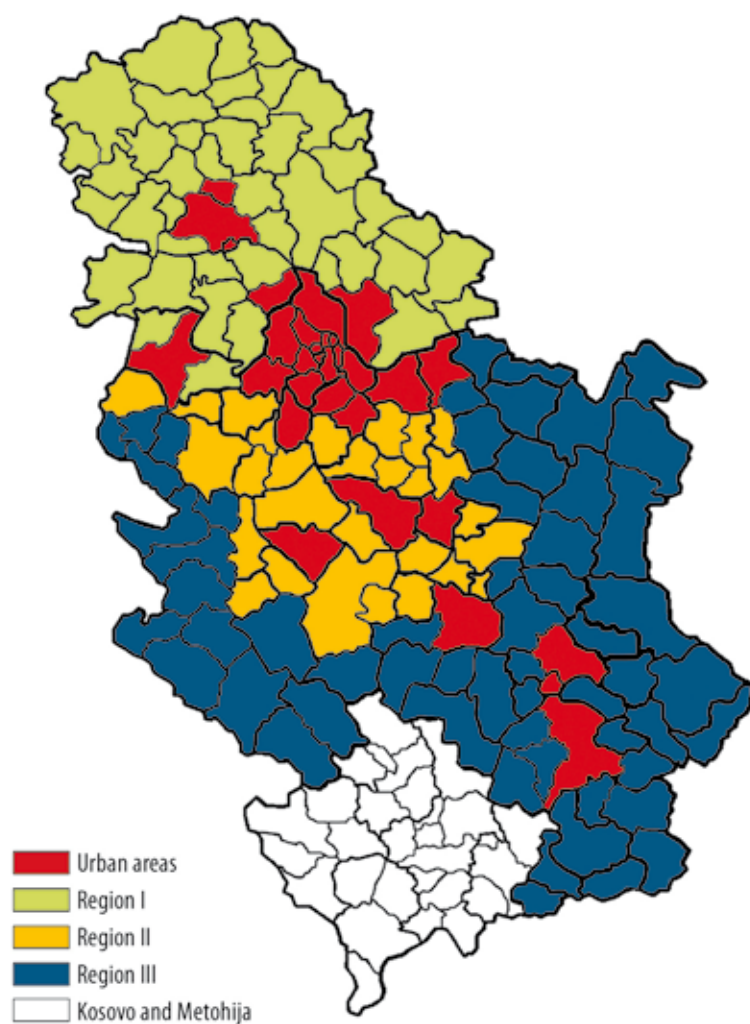 Urban areas
Region I
Region II
Region III
Kosovo and Metohija